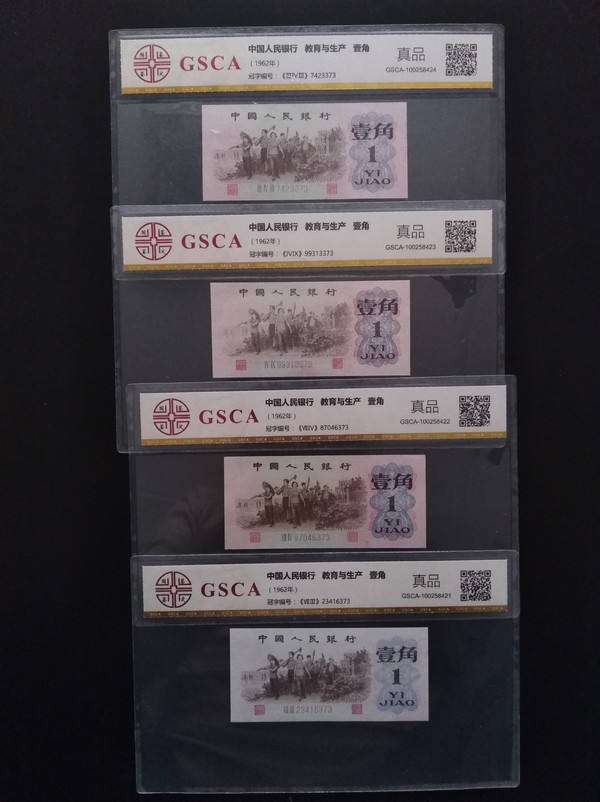 GSCA
中国人民银行 教育与生产 壹角
(1962年)
冠字编号:《ⅢⅣⅢ》7423373
真品
GSCA-100258424
中國人民銀行
壹角
1
YI
JIAO
7423373
GSCA
中国人民银行 教育与生产 壹角
(1962年)
冠字编号:《ⅣⅨ》99313373
真品
GSCA-100258423
中國人民銀行
壹角
1
YI
JIAO
ⅣⅨ 99313373
GSCA
中国人民银行 教育与生产 壹角
(1962年)
冠字编号:《ⅧⅣ》87046373
真品
GSCA-100258422
中國人民銀行
壹角
1
YI
JIAO
ⅧⅣ 87046373
GSCA
中国人民银行 教育与生产 壹角
(1962年)
冠字编号:《ⅧⅢ》23416373
真品
GSCA-100258421
中國人民銀行
壹角
1
YI
JIAO
23416373